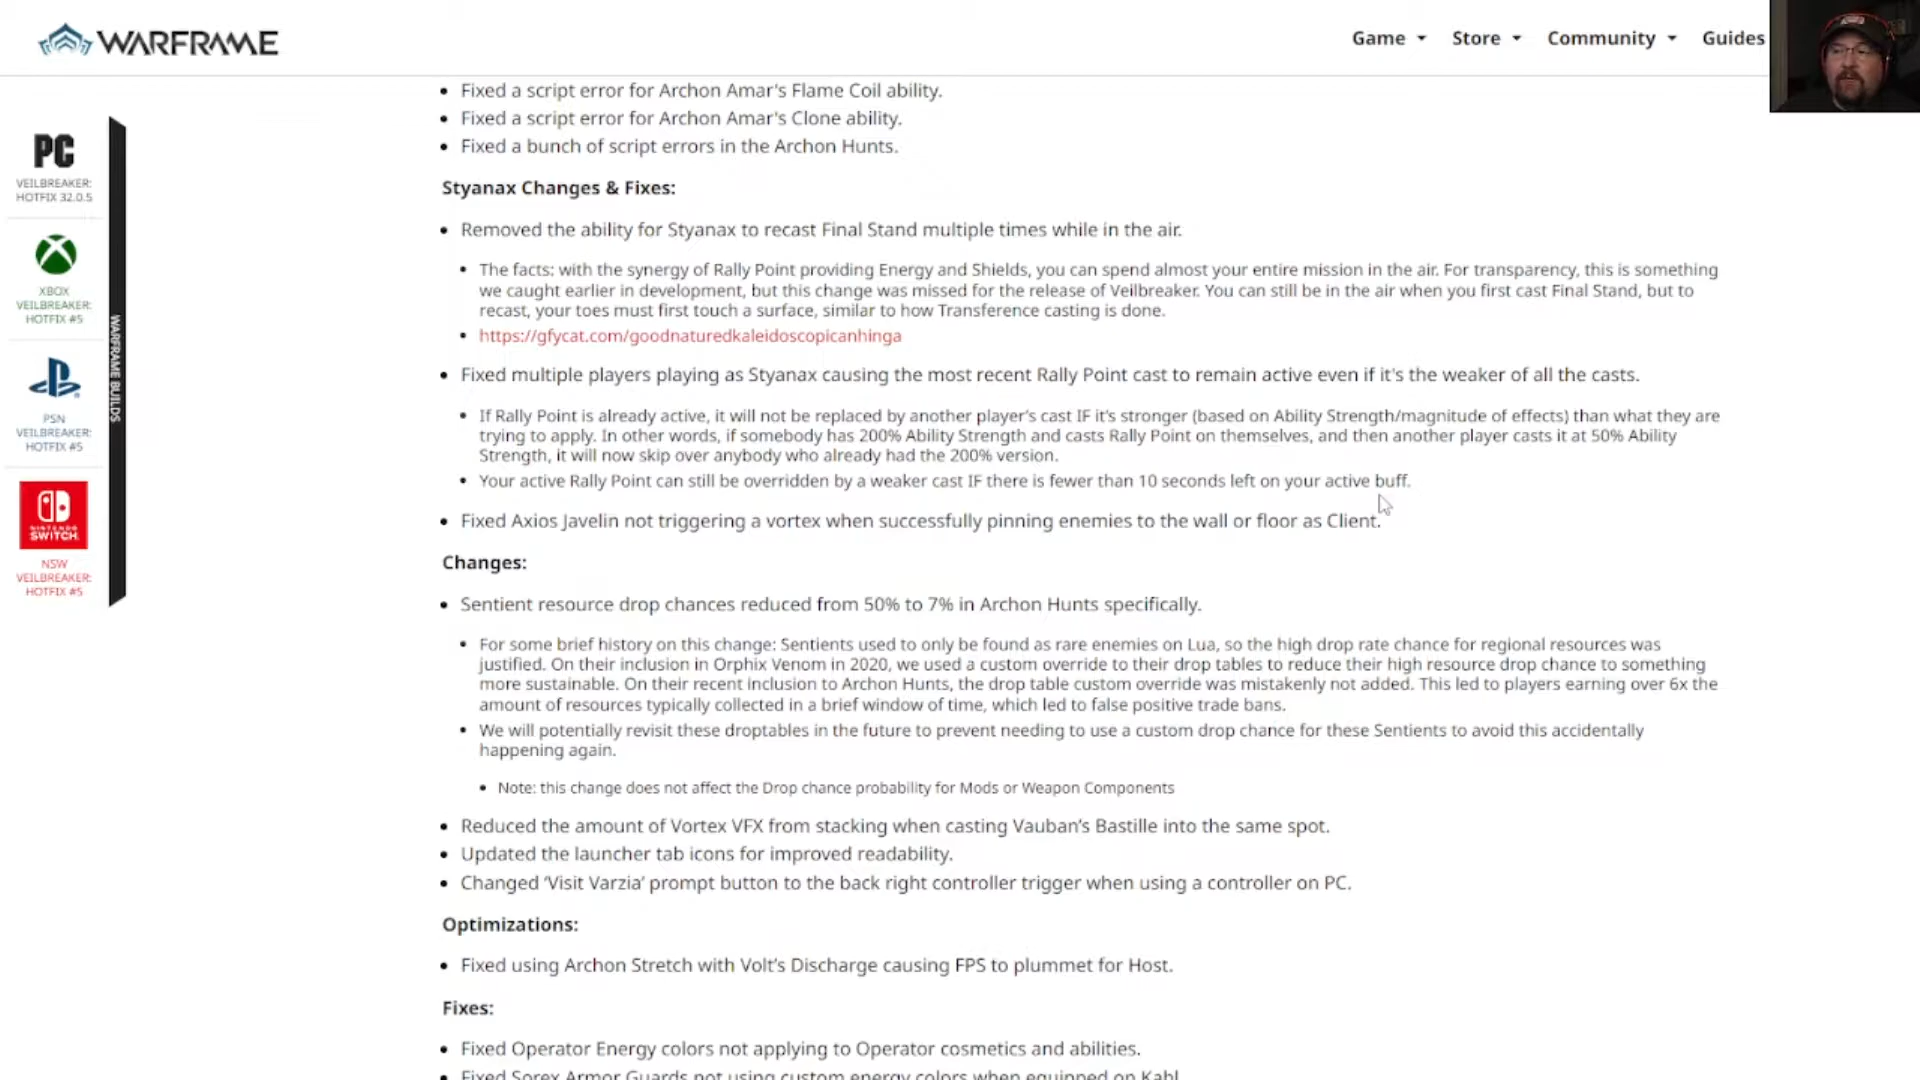 WARFRAME
Game
Store
Community
Guides
PC
VEILBREAKER:
HOTFIX 32.0.5
XBOX
VEILBREAKER:
HOTFIX #5
PSN
VEILBREAKER:
HOTFIX #5
NINTENDO
SWITCH
NSW
VEILBREAKER:
HOTFIX #5
WARFRAME BUILDS
• Fixed a script error for Archon Amar's Flame Coil ability.
• Fixed a script error for Archon Amar's Clone ability.
• Fixed a bunch of script errors in the Archon Hunts.
Styanax Changes & Fixes:
• Removed the ability for Styanax to recast Final Stand multiple times while in the air.
• The facts: with the synergy of Rally Point providing Energy and Shields, you can spend almost your entire mission in the air. For transparency, this is something
we caught earlier in development, but this change was missed for the release of Veilbreaker. You can still be in the air when you first cast Final Stand, but to
recast, your toes must first touch a surface, similar to how Transference casting is done.
• https://gfycat.com/goodnaturedkaleidoscopicanhinga
• Fixed multiple players playing as Styanax causing the most recent Rally Point cast to remain active even if it's the weaker of all the casts.
• If Rally Point is already active, it will not be replaced by another player's cast IF it's stronger (based on Ability Strength/magnitude of effects) than what they are
trying to apply. In other words, if somebody has 200% Ability Strength and casts Rally Point on themselves, and then another player casts it at 50% Ability
Strength, it will now skip over anybody who already had the 200% version.
• Your active Rally Point can still be overridden by a weaker cast IF there is fewer than 10 seconds left on your active buff.
• Fixed Axios Javelin not triggering a vortex when successfully pinning enemies to the wall or floor as Client.
Changes:
• Sentient resource drop chances reduced from 50% to 7% in Archon Hunts specifically.
• For some brief history on this change: Sentients used to only be found as rare enemies on Lua, so the high drop rate chance for regional resources was
justified. On their inclusion in Orphix Venom in 2020, we used a custom override to their drop tables to reduce their high resource drop chance to something
more sustainable. On their recent inclusion to Archon Hunts, the drop table custom override was mistakenly not added. This led to players earning over 6x the
amount of resources typically collected in a brief window of time, which led to false positive trade bans.
• We will potentially revisit these droptables in the future to prevent needing to use a custom drop chance for these Sentients to avoid this accidentally
happening again.
• Note: this change does not affect the Drop chance probability for Mods or Weapon Components
• Reduced the amount of Vortex VFX from stacking when casting Vauban's Bastille into the same spot.
• Updated the launcher tab icons for improved readability.
• Changed 'Visit Varzia' prompt button to the back right controller trigger when using a controller on PC.
Optimizations:
• Fixed using Archon Stretch with Volt's Discharge causing FPS to plummet for Host.
Fixes:
• Fixed Operator Energy colors not applying to Operator cosmetics and abilities.
• Fixed Sorex Armor Guards not using custom energy colors when equipped on Kahl.